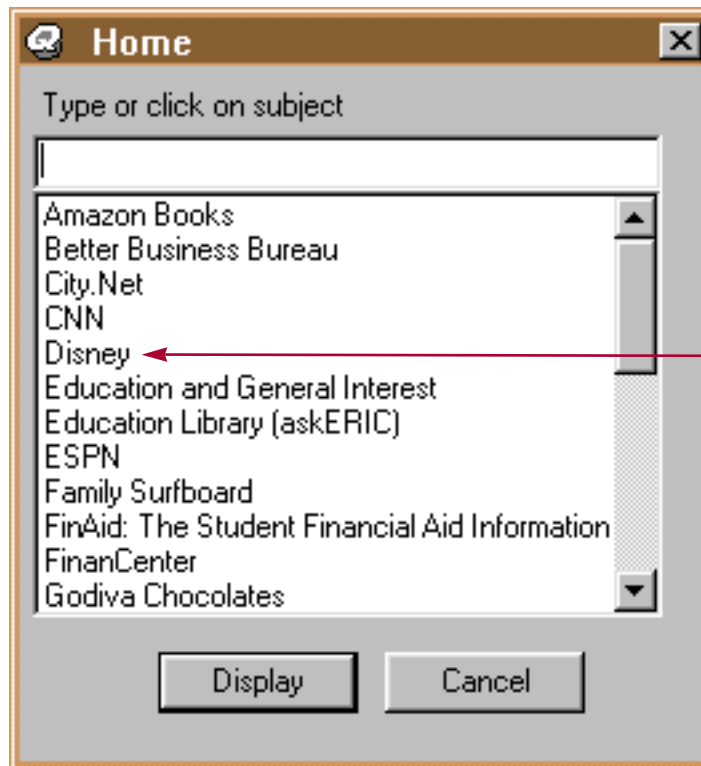 Home
Type or click on subject
Amazon Books
Better Business Bureau
City.Net
CNN
Disney
Education and General Interest
Education Library (askERIC)
ESPN
Family Surfboard
FinAid: The Student Financial Aid Information
FinanCenter
Godiva Chocolates
Display
Cancel